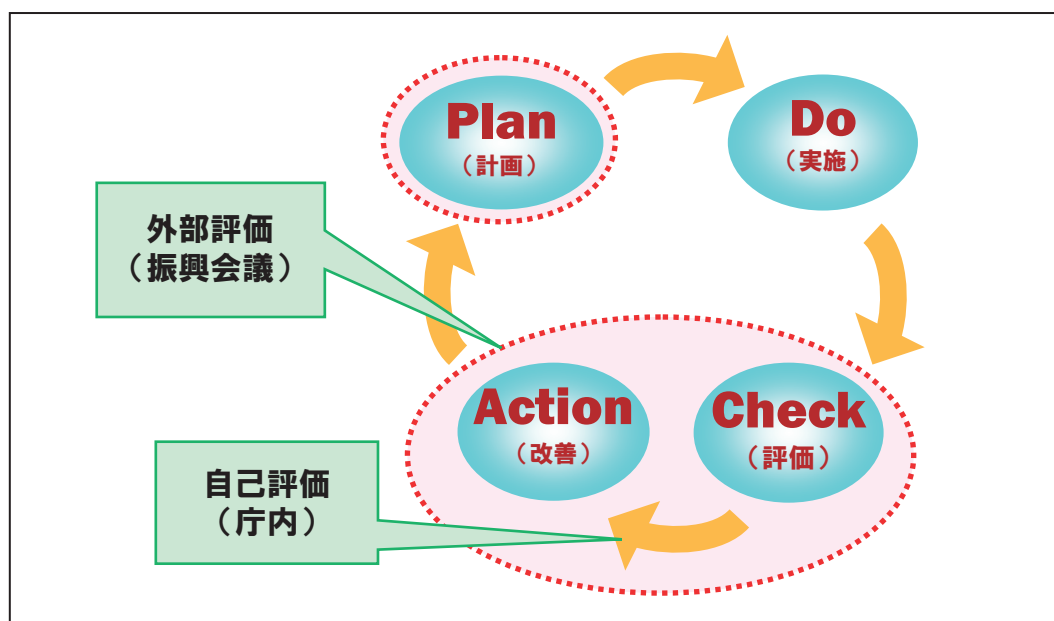 Plan
（計画）
Do
（実施）
外部評価
（振興会議）
Action
（改善）
Check
（評価）
自己評価
（庁内）